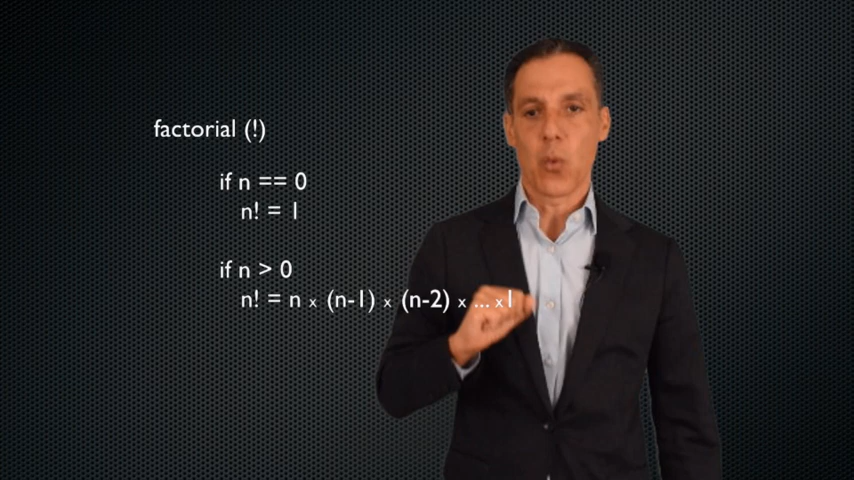 factorial (!)
if n == 0
n! = 1
if n > 0
n! = n x (n-1) x (n-2) x ... x 1